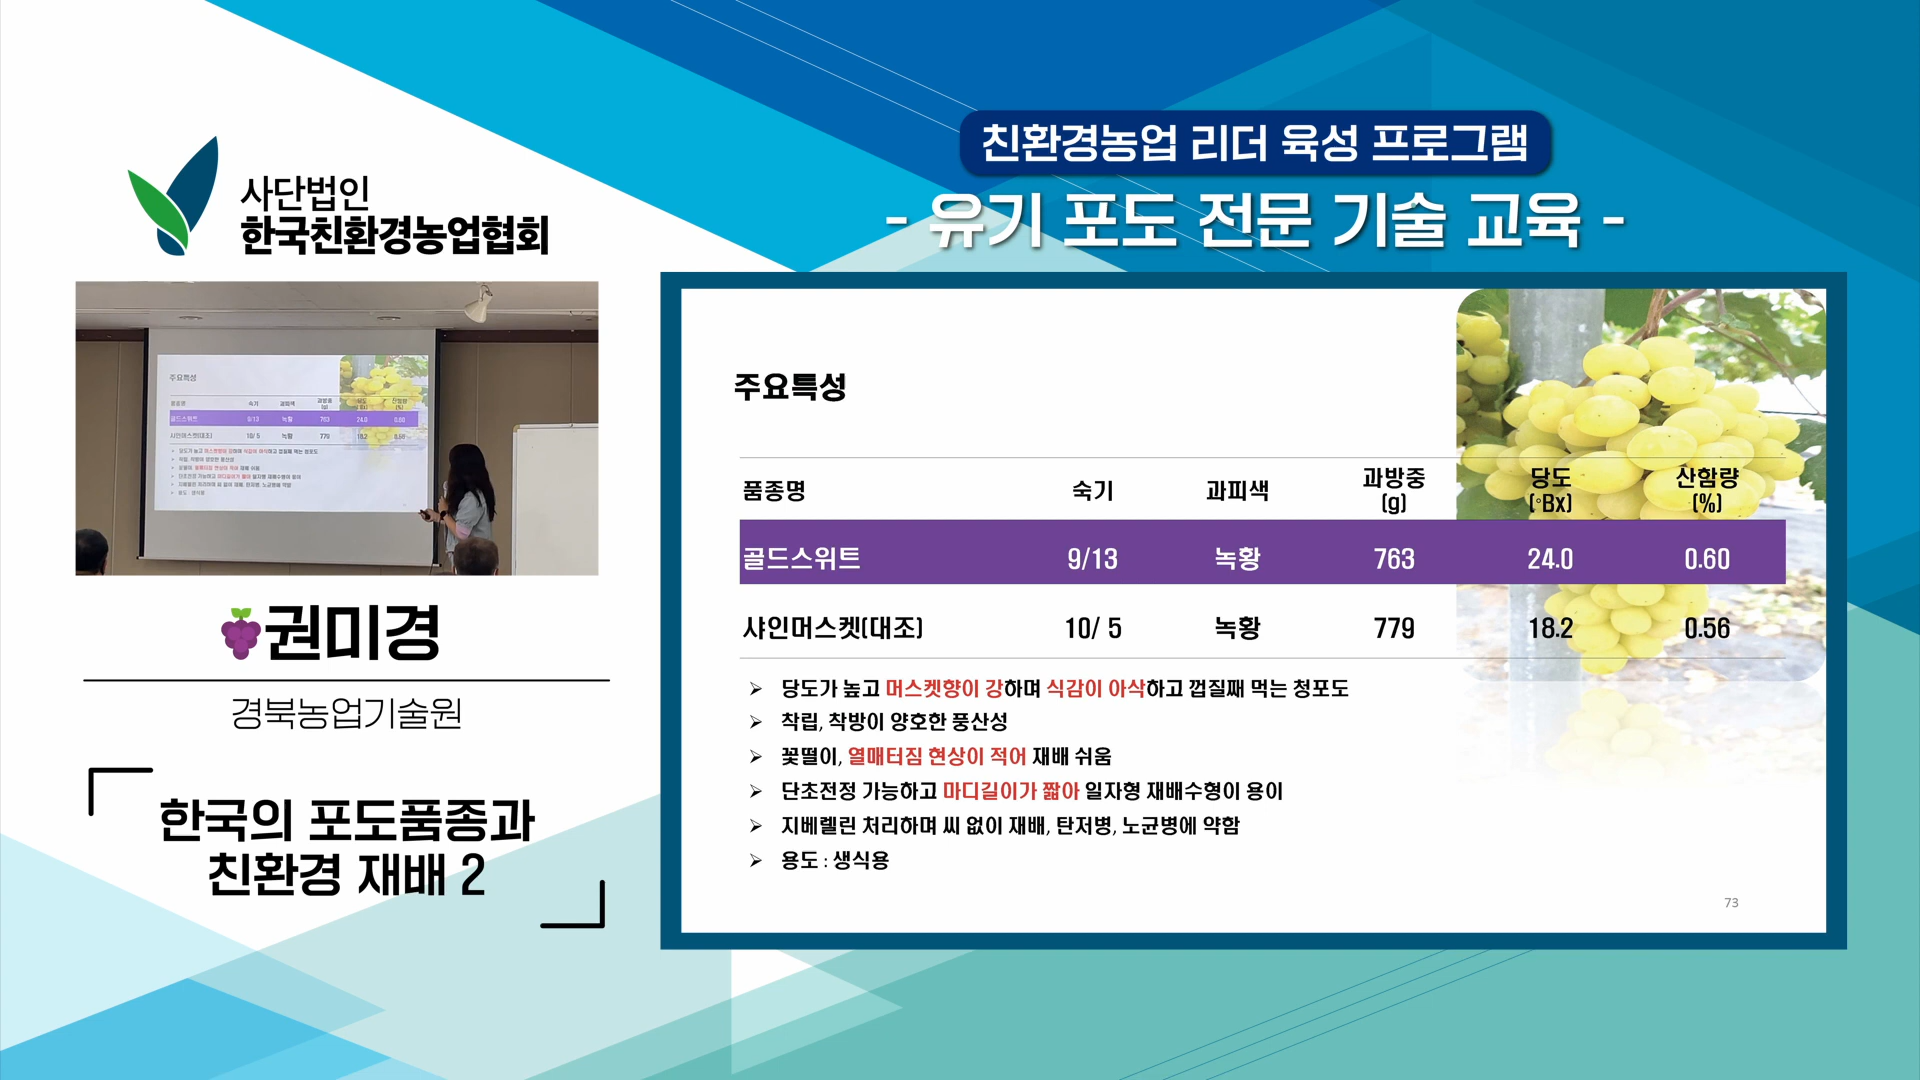 사단법인
한국친환경농업협회
친환경농업 리더 육성 프로그램
- 유기 포도 전문 기술 교육 -
권미경
경북농업기술원
한국의 포도품종과
친환경 재배 2
주요특성
품종명 숙기 과피색 과방중(g) 당도(°Bx) 산함량(%)
골드스위트 9/13 녹황 763 24.0 0.60
샤인머스켓(대조) 10/ 5 녹황 779 18.2 0.56
➢ 당도가 높고 머스켓향이 강하며 식감이 아삭하고 껍질째 먹는 청포도
➢ 착립, 착방이 양호한 풍산성
➢ 꽃떨이, 열매터짐 현상이 적어 재배 쉬움
➢ 단초전정 가능하고 마디길이가 짧아 일자형 재배수형이 용이
➢ 지베렐린 처리하며 씨 없이 재배, 탄저병, 노균병에 약함
➢ 용도 : 생식용
73